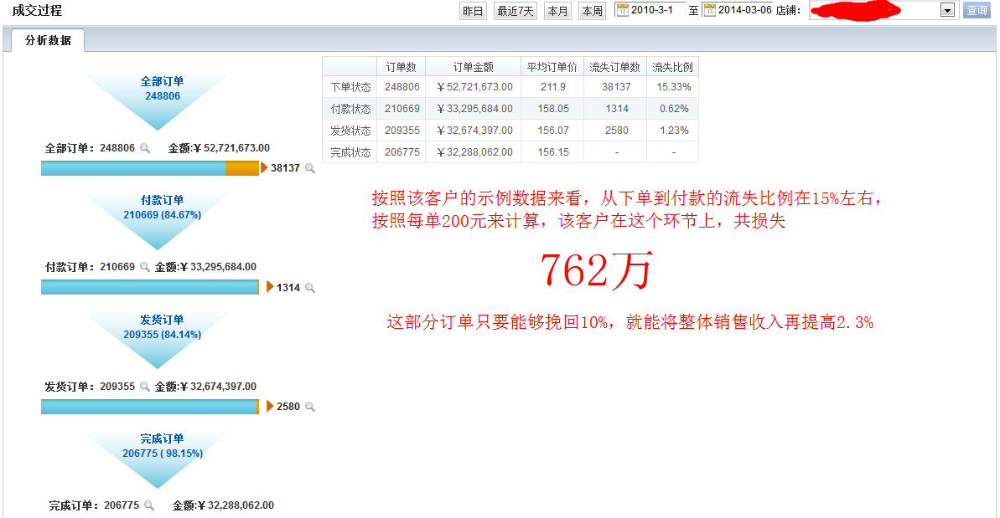 成交过程
昨日 最近7天 本月 本周 2010-3-1 至 2014-03-06 店铺： 查询
分析数据
全部订单
248806
全部订单：248806 金额:￥52,721,673.00
38137
付款订单
210669 (84.67%)
付款订单：210669 金额:￥33,295,684.00
1314
发货订单
209355 (84.14%)
发货订单：209355 金额:￥32,674,397.00
2580
完成订单
206775 ( 98.15%)
完成订单：206775 金额:￥32,288,062.00
订单数 订单金额 平均订单价 流失订单数 流失比例
下单状态 248806 ￥52,721,673.00 211.9 38137 15.33%
付款状态 210669 ￥33,295,684.00 158.05 1314 0.62%
发货状态 209355 ￥32,674,397.00 156.07 2580 1.23%
完成状态 206775 ￥32,288,062.00 156.15 - -
按照该客户的示例数据来看，从下单到付款的流失比例在15%左右，
按照每单200元来计算，该客户在这个环节上，共损失
762万
这部分订单只要能够挽回10%，就能将整体销售收入再提高2.3%